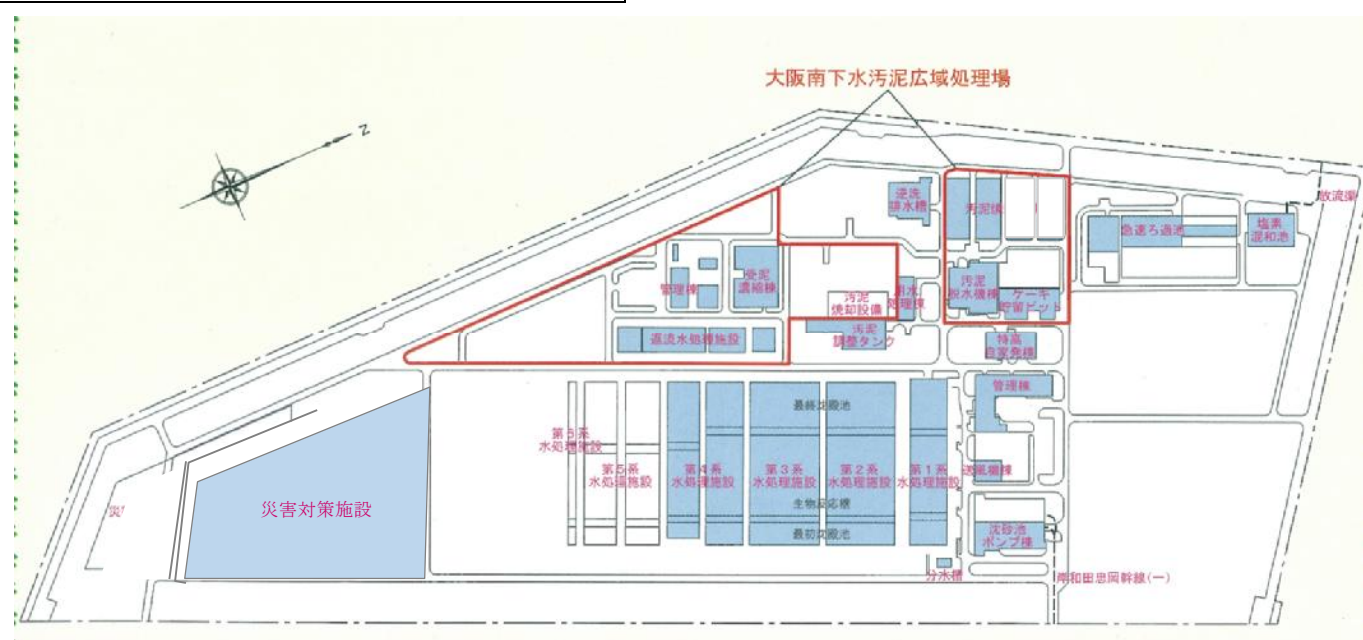 大阪南下水汚泥広域処理場
Z
放流渠
逆洗
排水槽
汚泥焼
急速ろ過池
塩素
混和池
受泥
濃縮棟
管理棟
汚泥
焼却設備
用水
処理棟
汚泥
脱水機棟
ケーキ
貯留ピット
返流水処理施設
汚泥
調整タンク
特高
自家発棟
管理棟
最終沈殿池
第6系
水処理施設
第5系
水処理施設
第4系
水処理施設
第3系
水処理施設
第2系
水処理施設
第1系
水処理施設
送風機棟
災害対策施設
災
生物反応槽
最初沈殿池
沈砂池
ポンプ棟
分水槽
岸和田忠岡幹線(一)